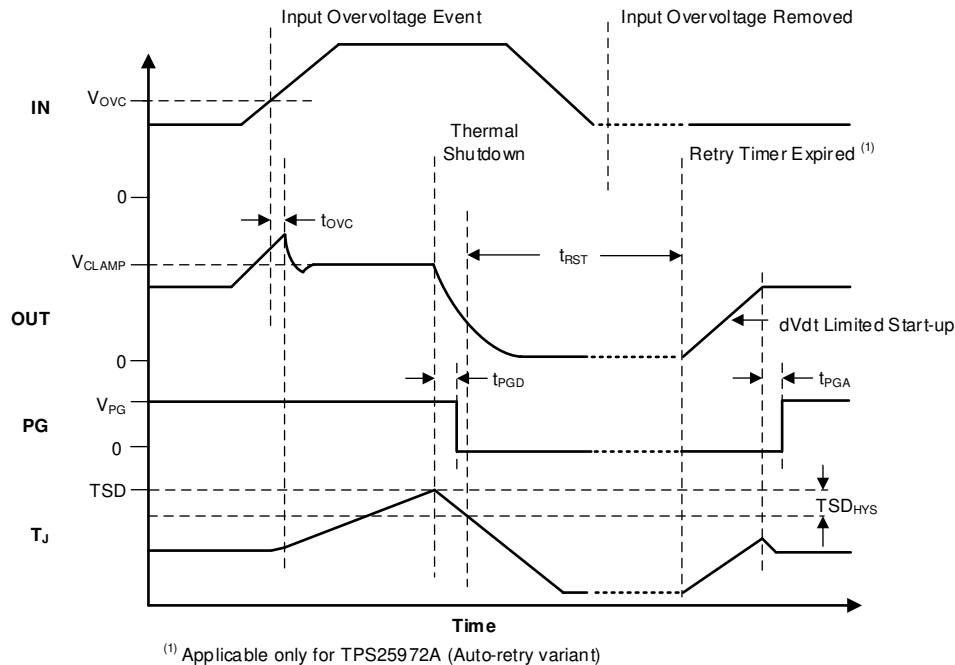 Input Overvoltage Event
Input Overvoltage Removed
V_OVC
IN
Thermal
Shutdown
Retry Timer Expired (1)
0
t_OVC
V_CLAMP
t_RST
OUT
dVdt Limited Start-up
0
t_PGD
t_PGA
V_PG
PG
0
TSD
TSD_HYS
T_J
Time
(1) Applicable only for TPS25972A (Auto-retry variant)